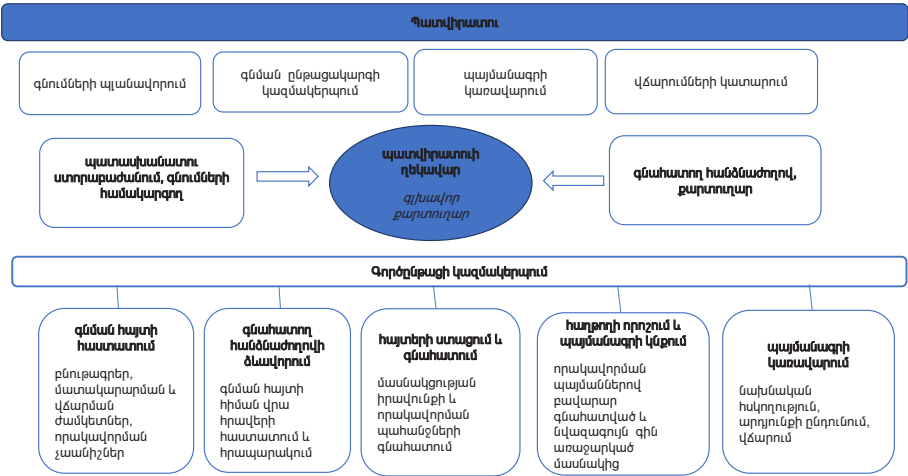 Պատվիրատու
գնումների պլանավորում
գնման ընթացակարգի
կազմակերպում
պայմանագրի
կառավարում
վճարումների կատարում
պատասխանատու
ստորաբաժանում, գնումների
համակարգող
պատվիրատուի
ղեկավար
գլխավոր
քարտուղար
գնահատող հանձնաժողով,
քարտուղար
Գործընթացի կազմակերպում
գնման հայտի
հաստատում
բնութագրեր,
մատակարարման և
վճարման
ժամկետներ,
որակավորման
չաանիշներ
գնահատող
հանձնաժողովի
ձևավորում
գնման հայտի
հիման վրա
հրավերի
հաստատում և
հրապարակում
հայտերի ստացում և
գնահատում
մասնակցության
իրավունքի և
որակավորման
պահանջների
գնահատում
հաղթողի որոշում և
պայմանագրի կնքում
որակավորման
պայմաններով
բավարար
գնահատված և
նվազագույն գին
առաջարկած
մասնակից
պայմանագրի
կառավարում
նախնական
հսկողություն,
արդյունքի ընդունում,
վճարում